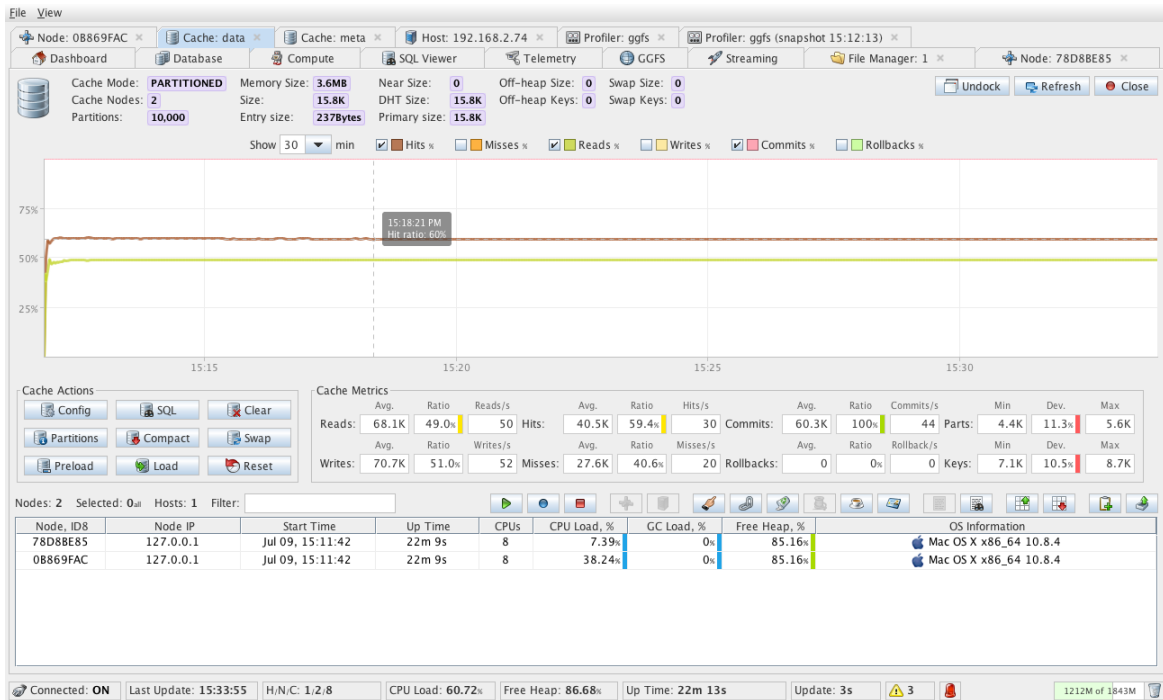 File View
Node: 0B869FAC × Cache: data × Cache: meta × Host: 192.168.2.74 × Profiler: ggfs × Profiler: ggfs (snapshot 15:12:13) ×
Dashboard Database Compute SQL Viewer Telemetry GGFS Streaming File Manager: 1 × Node: 78D8BE85 ×
Cache Mode: PARTITIONED Memory Size: 3.6MB Near Size: 0 Off-heap Size: 0 Swap Size: 0 Undock Refresh Close
Cache Nodes: 2 Size: 15.8K DHT Size: 15.8K Off-heap Keys: 0 Swap Keys: 0
Partitions: 10,000 Entry size: 237Bytes Primary size: 15.8K
Show 30 min Hits % Misses % Reads % Writes % Commits % Rollbacks %
75%
15:18:21 PM
Hit ratio: 60%
50%
25%
15:15 15:20 15:25 15:30
Cache Actions Cache Metrics
Avg. Ratio Reads/s Avg. Ratio Hits/s Avg. Ratio Commits/s Min Dev. Max
Config SQL Clear Reads: 68.1K 49.0% 50 Hits: 40.5K 59.4% 30 Commits: 60.3K 100% 44 Parts: 4.4K 11.3% 5.6K
Partitions Compact Swap
Avg. Ratio Writes/s Avg. Ratio Misses/s Avg. Ratio Rollback/s Min Dev. Max
Preload Load Reset Writes: 70.7K 51.0% 52 Misses: 27.6K 40.6% 20 Rollbacks: 0 0% 0 Keys: 7.1K 10.5% 8.7K
Nodes: 2 Selected: 0all Hosts: 1 Filter:
Node, ID8 Node IP Start Time Up Time CPUs CPU Load, % GC Load, % Free Heap, % OS Information
78D8BE85 127.0.0.1 Jul 09, 15:11:42 22m 9s 8 7.39% 0% 85.16% Mac OS X x86_64 10.8.4
0B869FAC 127.0.0.1 Jul 09, 15:11:42 22m 9s 8 38.24% 0% 85.16% Mac OS X x86_64 10.8.4
Connected: ON Last Update: 15:33:55 H/N/C: 1/2/8 CPU Load: 60.72% Free Heap: 86.68% Up Time: 22m 13s Update: 3s 3 1212M of 1843M